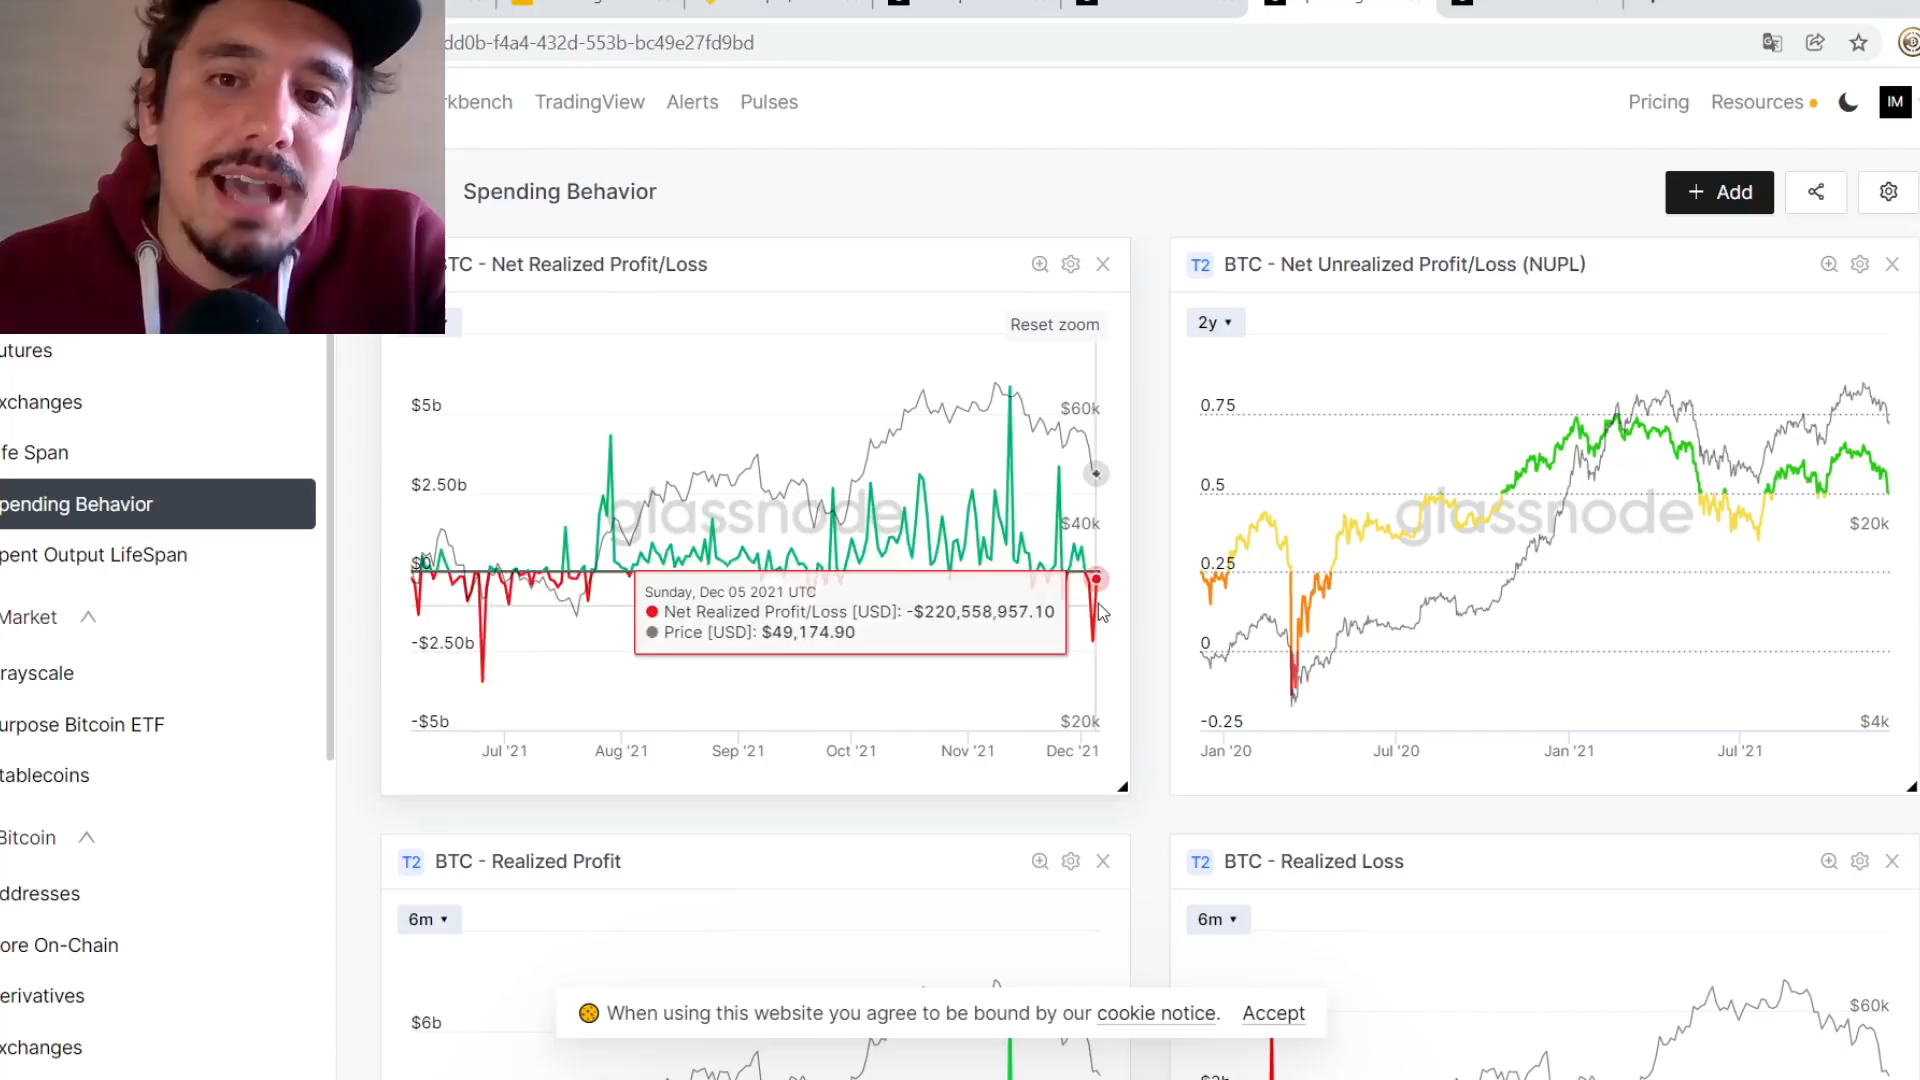 dd0b-f4a4-432d-553b-bc49e27fd9bd
rkbench TradingView Alerts Pulses Pricing Resources IM
Spending Behavior
+ Add
TC - Net Realized Profit/Loss
Reset zoom
$5b
$2.50b
$0
-$2.50b
-$5b
$60k
$40k
$20k
glassnode
Sunday, Dec 05 2021 UTC
Net Realized Profit/Loss [USD]: -$220,558,957.10
Price [USD]: $49,174.90
Jul '21 Aug '21 Sep '21 Oct '21 Nov '21 Dec '21
T2 BTC - Net Unrealized Profit/Loss (NUPL)
2y
0.75
0.5
0.25
0
-0.25
$20k
$4k
glassnode
Jan '20 Jul '20 Jan '21 Jul '21
utures
xchanges
fe Span
pending Behavior
pent Output LifeSpan
Market
rayscale
urpose Bitcoin ETF
tablecoins
Bitcoin
ddresses
ore On-Chain
erivatives
xchanges
T2 BTC - Realized Profit
6m
$6b
T2 BTC - Realized Loss
6m
$60k
When using this website you agree to be bound by our cookie notice. Accept